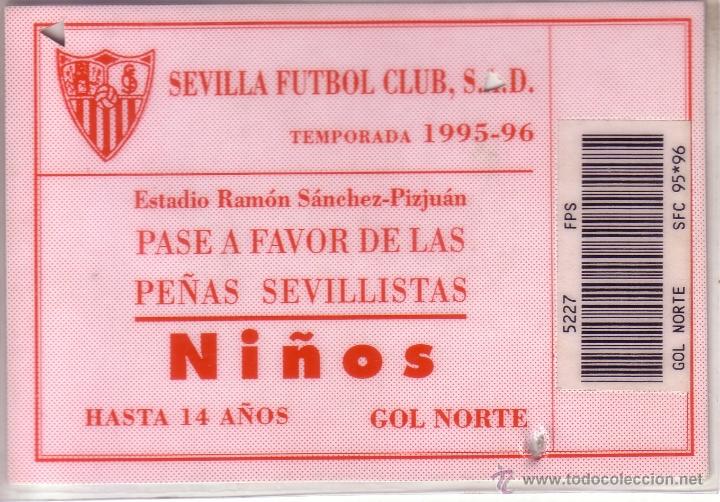 SEVILLA FUTBOL CLUB, S.A.D.
TEMPORADA 1995-96
Estadio Ramón Sánchez-Pizjuán
PASE A FAVOR DE LAS
PEÑAS SEVILLISTAS
Niños
HASTA 14 AÑOS GOL NORTE
5227 FPS
GOL NORTE SFC 95*96
www.todocoleccion.net